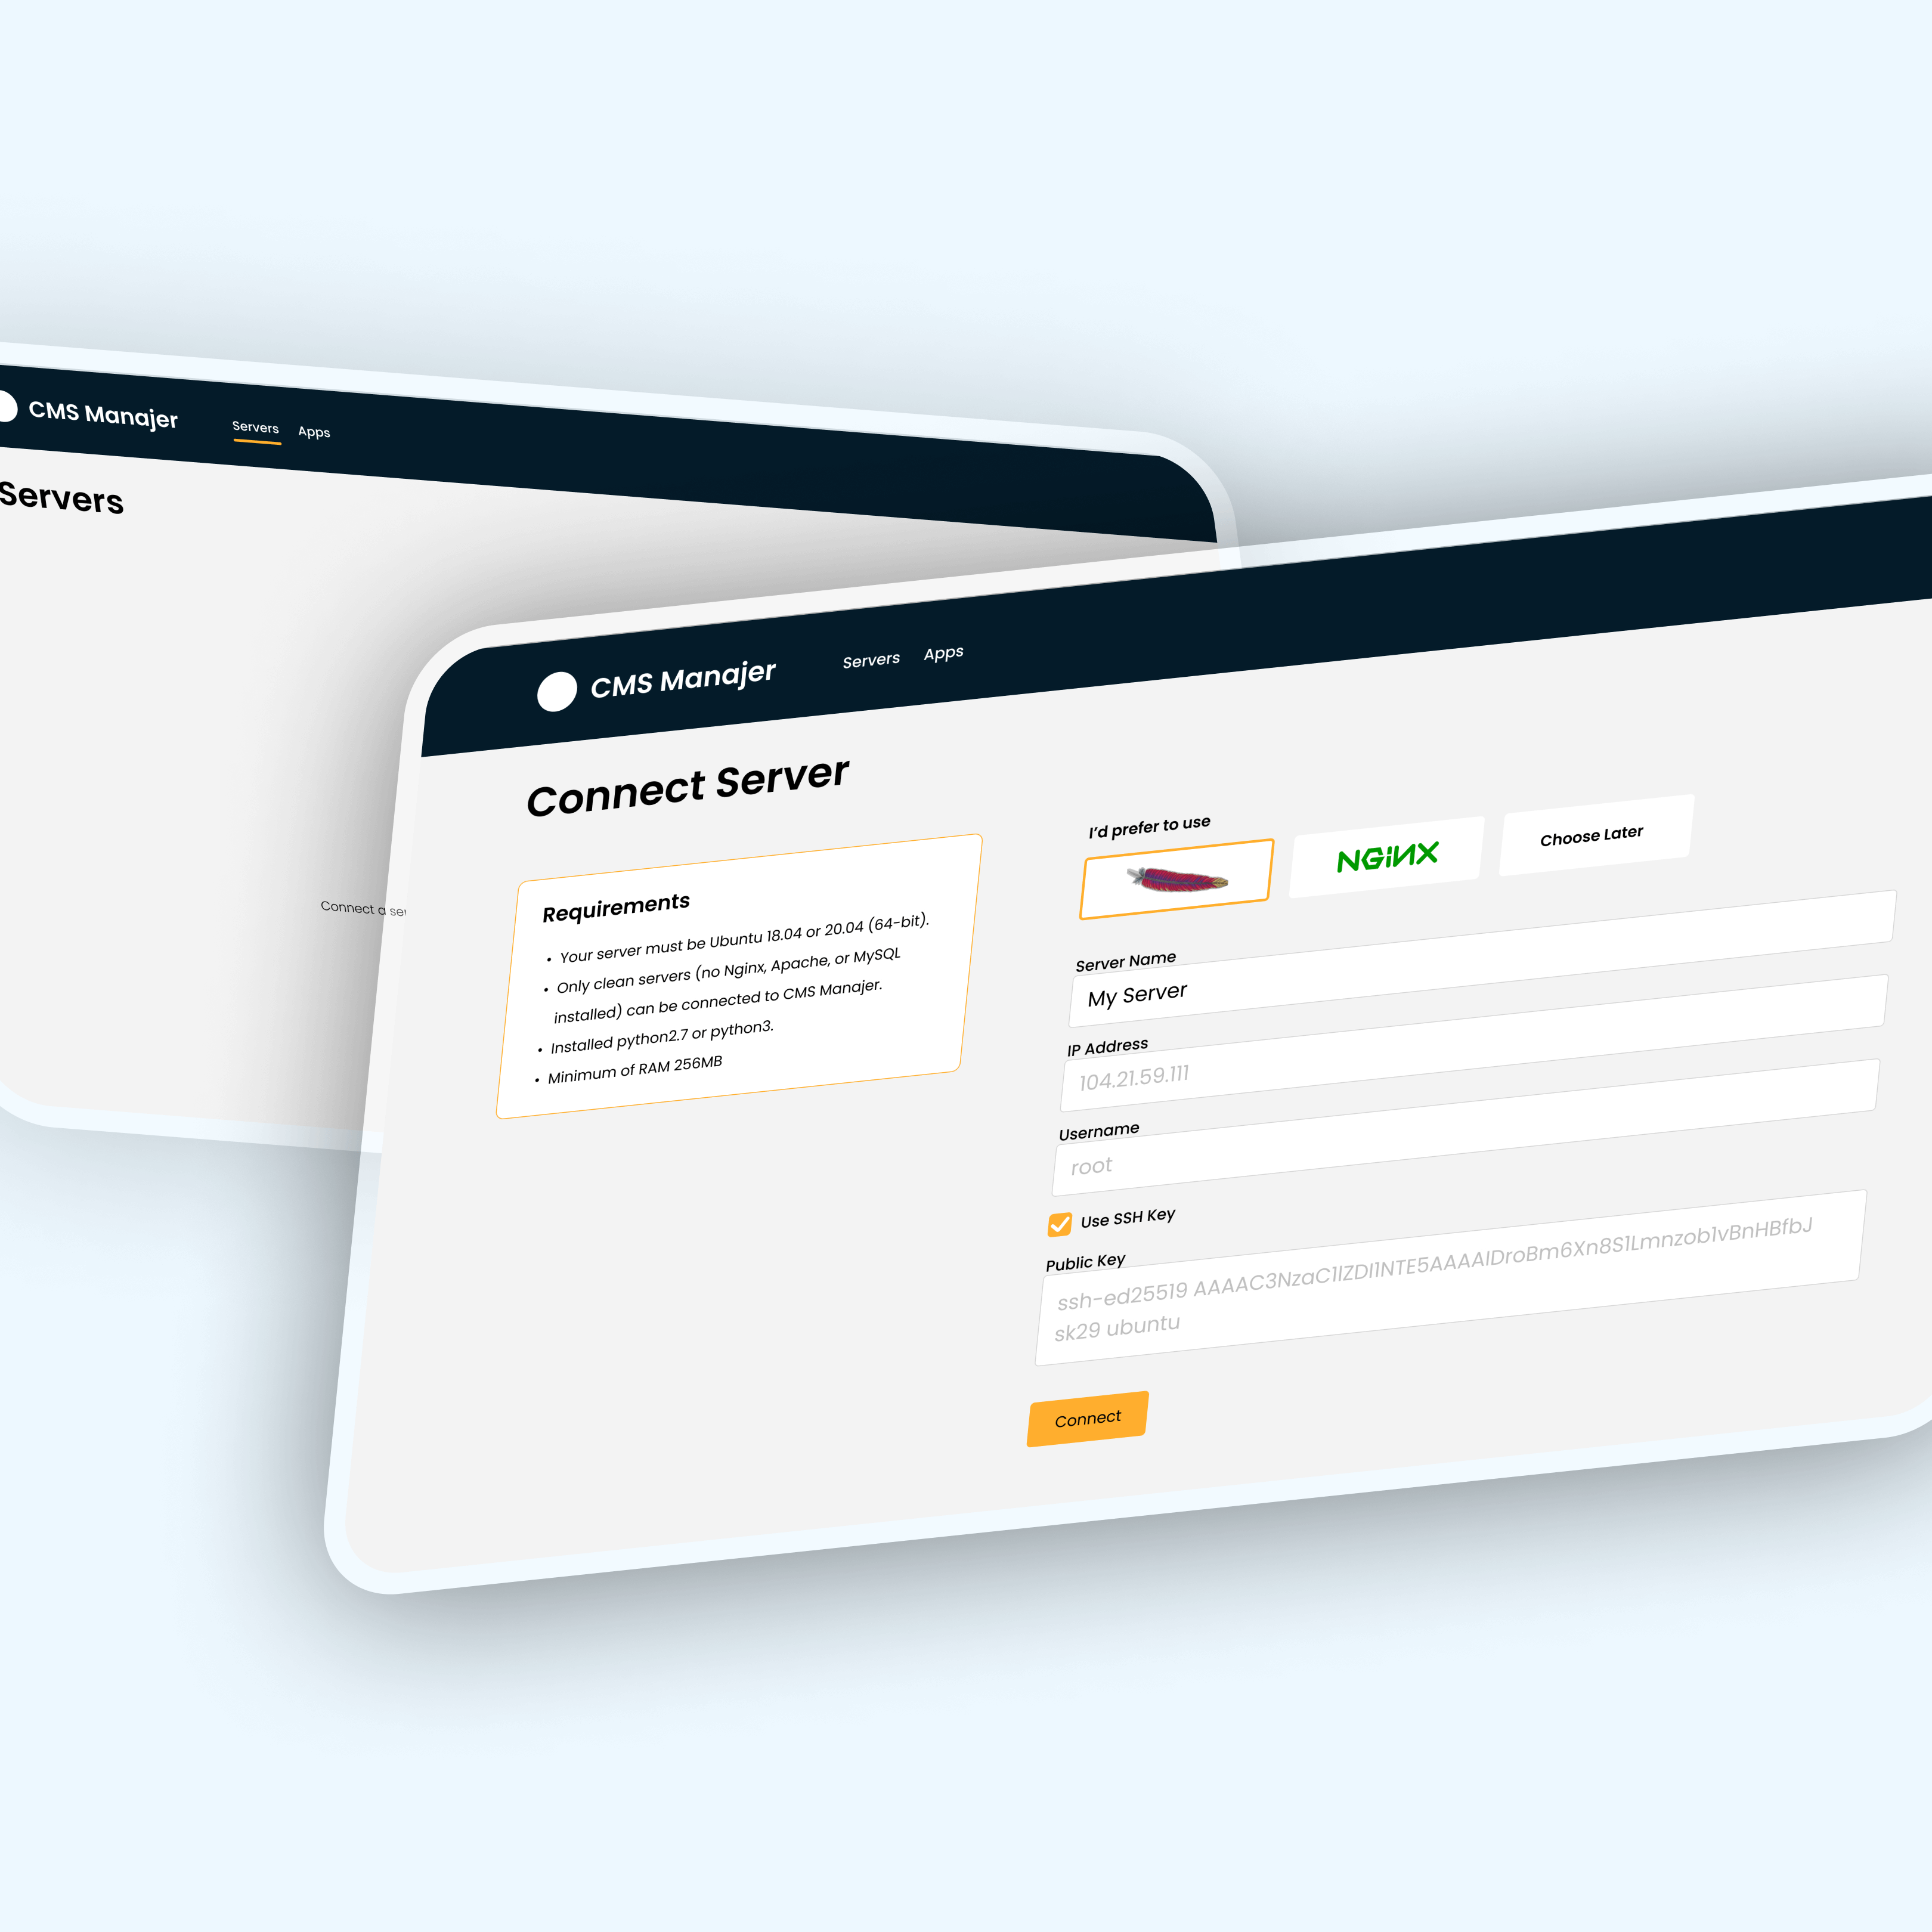 CMS Manajer
Servers
Apps
Servers
Connect a
CMS Manajer
Servers
Apps
Connect Server
Requirements
• Your server must be Ubuntu 18.04 or 20.04 (64-bit).
• Only clean servers (no Nginx, Apache, or MySQL
installed) can be connected to CMS Manajer.
• Installed python2.7 or python3.
• Minimum of RAM 256MB
I’d prefer to use
NGINX
Choose Later
Server Name
My Server
IP Address
104.21.59.111
Username
root
Use SSH Key
Public Key
ssh-ed25519 AAAAC3NzaC1lZDI1NTE5AAAAIDroBm6Xn8S1Lmnzob1vBnHBfbJ
sk29 ubuntu
Connect